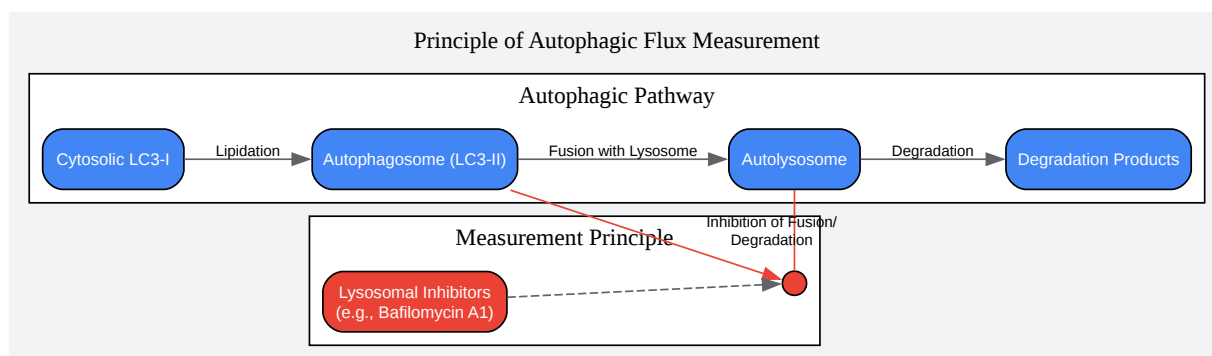 Principle of Autophagic Flux Measurement
Autophagic Pathway
Cytosolic LC3-I
Lipidation
Autophagosome (LC3-II)
Fusion with Lysosome
Autolysosome
Degradation
Degradation Products
Inhibition of Fusion/
Degradation
Measurement Principle
Lysosomal Inhibitors
(e.g., Bafilomycin A1)